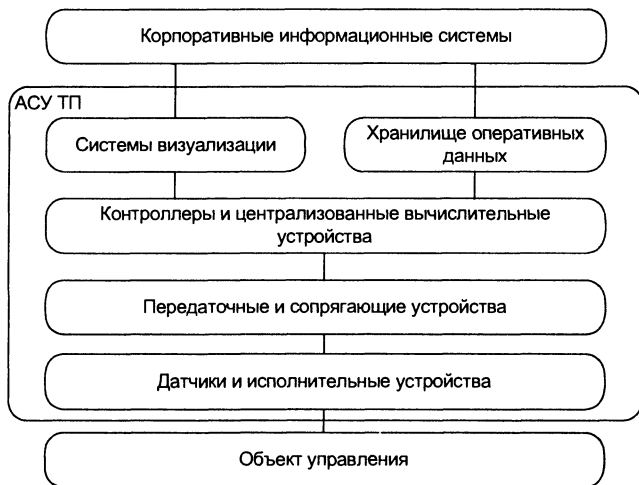 Корпоративные информационные системы
АСУ ТП
Системы визуализации
Хранилище оперативных
данных
Контроллеры и централизованные вычислительные
устройства
Передаточные и сопрягающие устройства
Датчики и исполнительные устройства
Объект управления